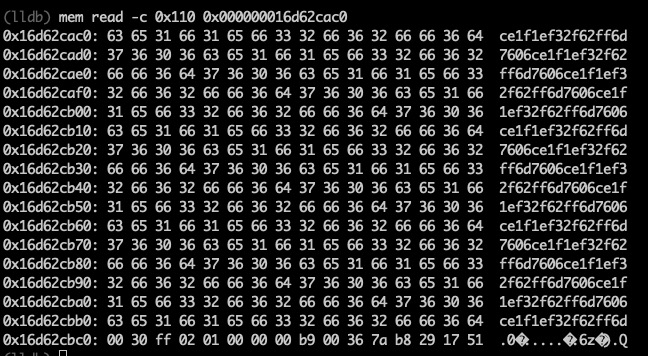 (lldb) mem read -c 0x110 0x000000016d62cac0
0x16d62cac0: 63 65 31 66 31 65 66 33 32 66 36 32 66 66 36 64  ce1f1ef32f62ff6d
0x16d62cad0: 37 36 30 36 63 65 31 66 31 65 66 33 32 66 36 32  7606ce1f1ef32f62
0x16d62cae0: 66 66 36 64 37 36 30 36 63 65 31 66 31 65 66 33  ff6d7606ce1f1ef3
0x16d62caf0: 32 66 36 32 66 66 36 64 37 36 30 36 63 65 31 66  2f62ff6d7606ce1f
0x16d62cb00: 31 65 66 33 32 66 36 32 66 66 36 64 37 36 30 36  1ef32f62ff6d7606
0x16d62cb10: 63 65 31 66 31 65 66 33 32 66 36 32 66 66 36 64  ce1f1ef32f62ff6d
0x16d62cb20: 37 36 30 36 63 65 31 66 31 65 66 33 32 66 36 32  7606ce1f1ef32f62
0x16d62cb30: 66 66 36 64 37 36 30 36 63 65 31 66 31 65 66 33  ff6d7606ce1f1ef3
0x16d62cb40: 32 66 36 32 66 66 36 64 37 36 30 36 63 65 31 66  2f62ff6d7606ce1f
0x16d62cb50: 31 65 66 33 32 66 36 32 66 66 36 64 37 36 30 36  1ef32f62ff6d7606
0x16d62cb60: 63 65 31 66 31 65 66 33 32 66 36 32 66 66 36 64  ce1f1ef32f62ff6d
0x16d62cb70: 37 36 30 36 63 65 31 66 31 65 66 33 32 66 36 32  7606ce1f1ef32f62
0x16d62cb80: 66 66 36 64 37 36 30 36 63 65 31 66 31 65 66 33  ff6d7606ce1f1ef3
0x16d62cb90: 32 66 36 32 66 66 36 64 37 36 30 36 63 65 31 66  2f62ff6d7606ce1f
0x16d62cba0: 31 65 66 33 32 66 36 32 66 66 36 64 37 36 30 36  1ef32f62ff6d7606
0x16d62cbb0: 63 65 31 66 31 65 66 33 32 66 36 32 66 66 36 64  ce1f1ef32f62ff6d
0x16d62cbc0: 00 30 ff 02 01 00 00 00 b9 00 36 7a b8 29 17 51  .0�.....�.6z�).Q
(lldb)